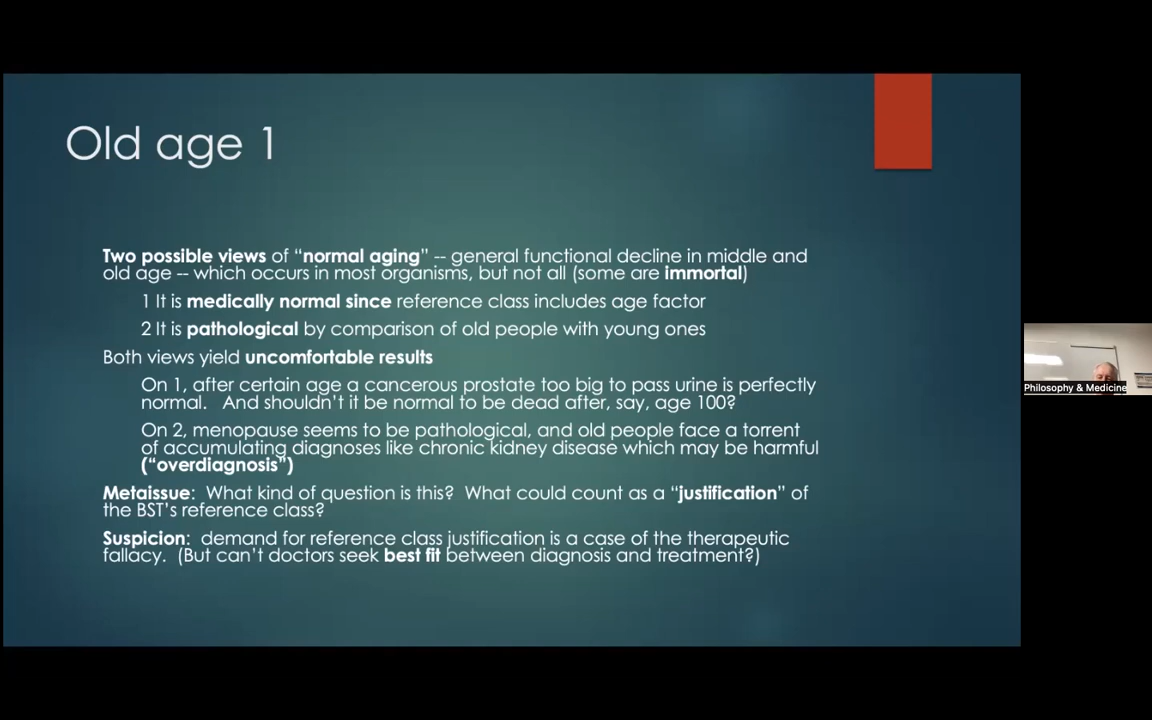 Old age 1
Two possible views of “normal aging” -- general functional decline in middle and
old age -- which occurs in most organisms, but not all (some are immortal)
1 It is medically normal since reference class includes age factor
2 It is pathological by comparison of old people with young ones
Both views yield uncomfortable results
On 1, after certain age a cancerous prostate too big to pass urine is perfectly
normal.   And shouldn’t it be normal to be dead after, say, age 100?
On 2, menopause seems to be pathological, and old people face a torrent
of accumulating diagnoses like chronic kidney disease which may be harmful
(“overdiagnosis”)
Metaissue:  What kind of question is this?  What could count as a “justification” of
the BST’s reference class?
Suspicion:  demand for reference class justification is a case of the therapeutic
fallacy.  (But can’t doctors seek best fit between diagnosis and treatment?)
Philosophy & Medicine